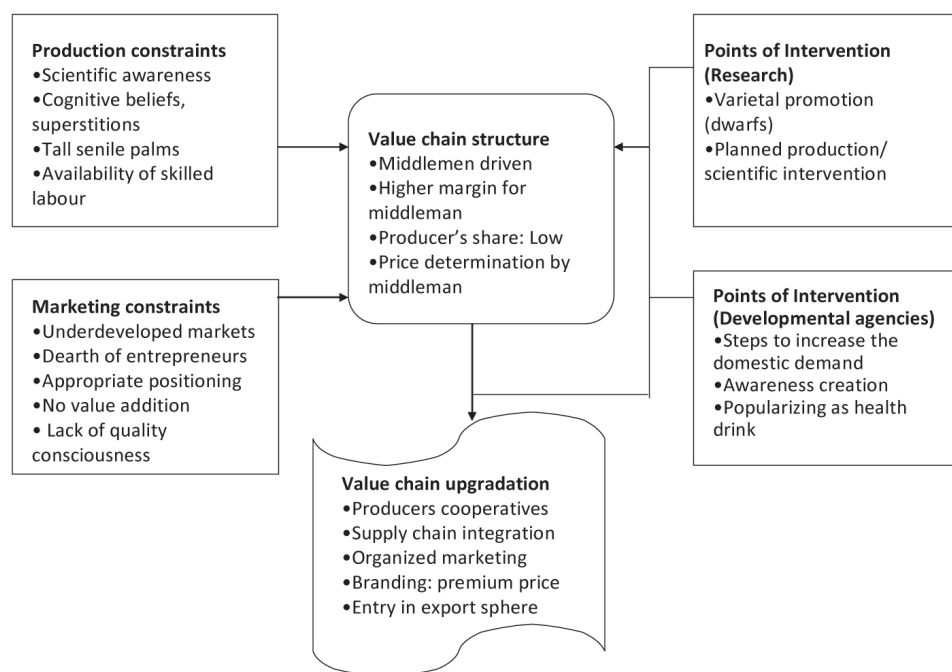 Production constraints
•Scientific awareness
•Cognitive beliefs,
superstitions
•Tall senile palms
•Availability of skilled
labour
Marketing constraints
•Underdeveloped markets
•Dearth of entrepreneurs
•Appropriate positioning
•No value addition
• Lack of quality
consciousness
Value chain structure
•Middlemen driven
•Higher margin for
middleman
•Producer’s share: Low
•Price determination by
middleman
Value chain upgradation
•Producers cooperatives
•Supply chain integration
•Organized marketing
•Branding: premium price
•Entry in export sphere
Points of Intervention
(Research)
•Varietal promotion
(dwarfs)
•Planned production/
scientific intervention
Points of Intervention
(Developmental agencies)
•Steps to increase the
domestic demand
•Awareness creation
•Popularizing as health
drink